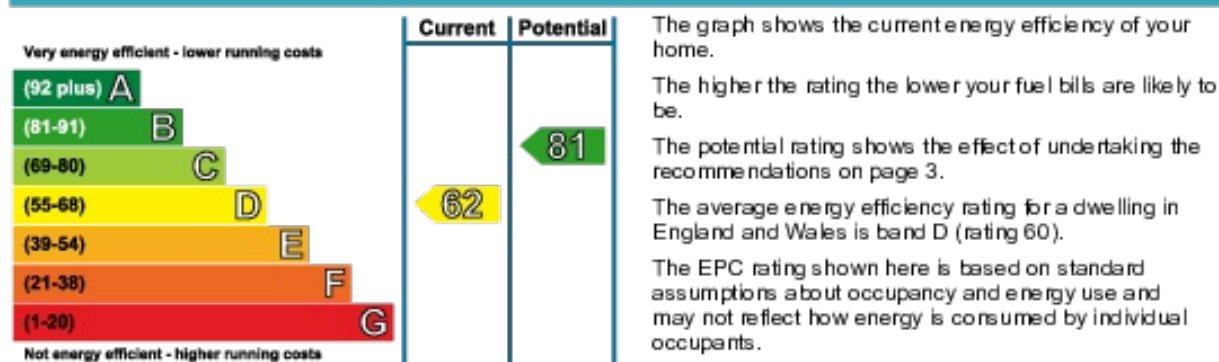 Current Potential
Very energy efficient - lower running costs
(92 plus) A
(81-91) B
(69-80) C
(55-68) D
(39-54) E
(21-38) F
(1-20) G
Not energy efficient - higher running costs
62
81
The graph shows the current energy efficiency of your
home.
The higher the rating the lower your fuel bills are likely to
be.
The potential rating shows the effect of undertaking the
recommendations on page 3.
The average energy efficiency rating for a dwelling in
England and Wales is band D (rating 60).
The EPC rating shown here is based on standard
assumptions about occupancy and energy use and
may not reflect how energy is consumed by individual
occupants.